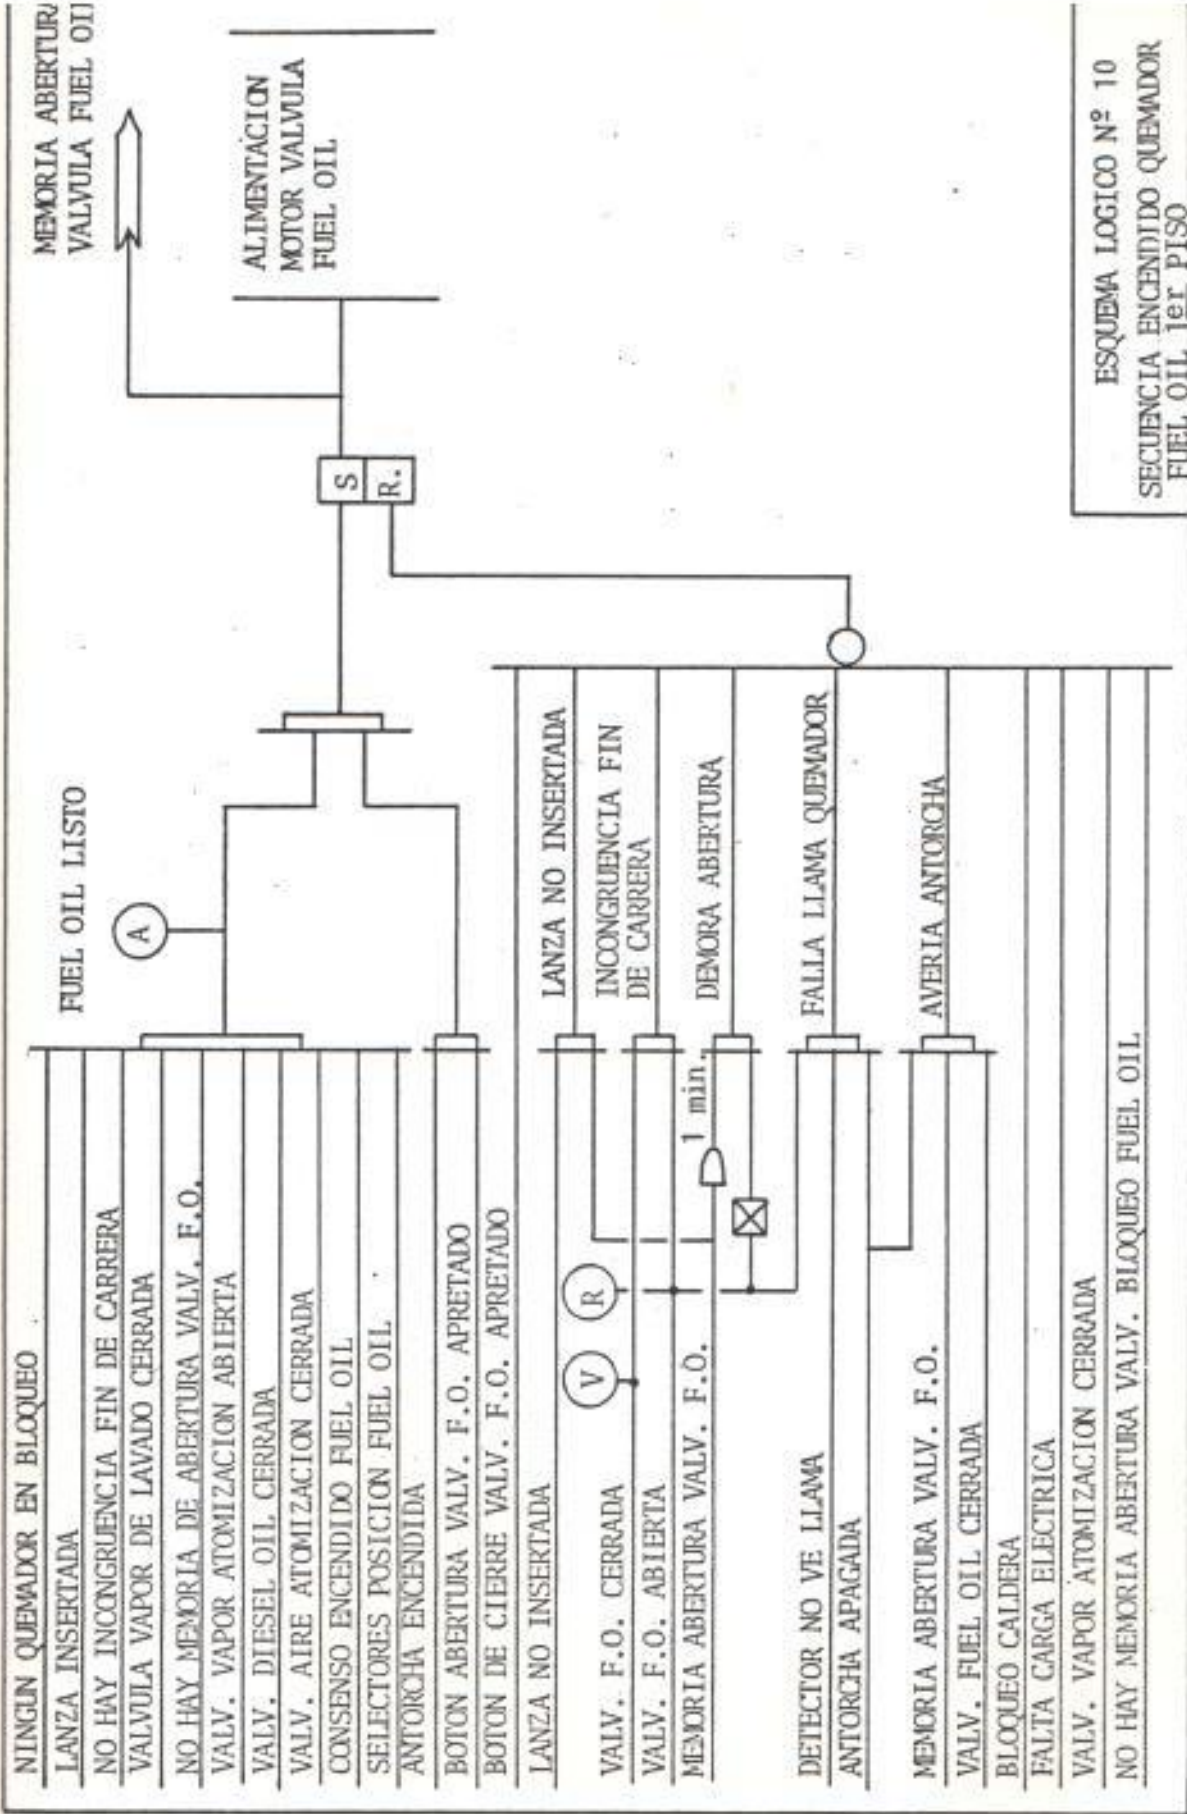 NINGUN QUEMADOR EN BLOQUEO
LANZA INSERTADA
NO HAY INCONGRUENCIA FIN DE CARRERA
VALVULA VAPOR DE LAVADO CERRADA
NO HAY MEMORIA DE ABERTURA VALV. F.O.
VALV. VAPOR ATOMIZACION ABIERTA
VALV. DIESEL OIL CERRADA
VALV. AIRE ATOMIZACION CERRADA
CONSENSO ENCENDIDO FUEL OIL
SELECTORES POSICION FUEL OIL
ANTORCHA ENCENDIDA
BOTON ABERTURA VALV. F.O. APRETADO
BOTON DE CIERRE VALV. F.O. APRETADO
LANZA NO INSERTADA
VALV. F.O. CERRADA
VALV. F.O. ABIERTA
MEMORIA ABERTURA VALV. F.O.
DETECTOR NO VE LLAMA
ANTORCHA APAGADA
MEMORIA ABERTURA VALV. F.O.
VALV. FUEL OIL CERRADA
BLOQUEO CALDERA
FALTA CARGA ELECTRICA
VALV. VAPOR ATOMIZACION CERRADA
NO HAY MEMORIA ABERTURA VALV. BLOQUEO FUEL OIL
V
R
1 min.
FUEL OIL LISTO
A
LANZA NO INSERTADA
INCONGRUENCIA FIN
DE CARRERA
DEMORA ABERTURA
FALLA LLAMA QUEMADOR
AVERIA ANTORCHA
S
R.
MEMORIA ABERTURA
VALVULA FUEL OIL
ALIMENTACION
MOTOR VALVULA
FUEL OIL
ESQUEMA LOGICO Nº 10
SECUENCIA ENCENDIDO QUEMADOR
FUEL OIL 1er PISO